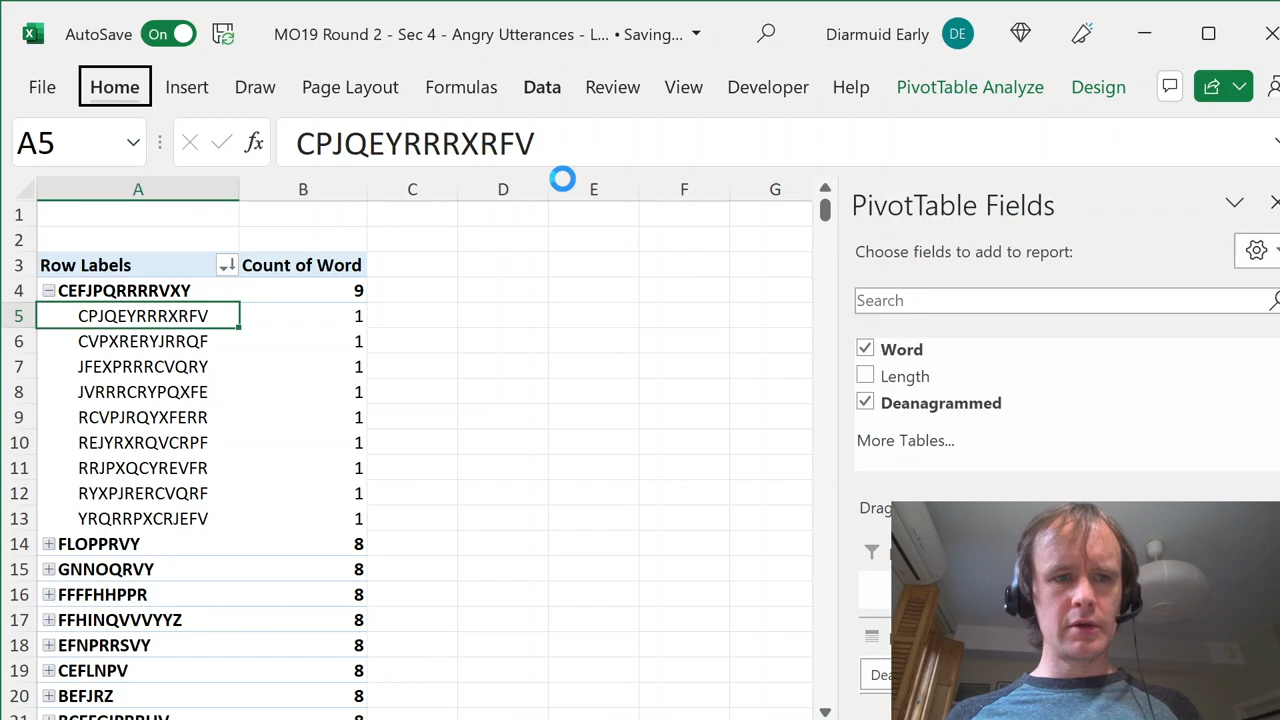 AutoSave On MO19 Round 2 - Sec 4 - Angry Utterances - L... • Saving... Diarmuid Early DE
File Home Insert Draw Page Layout Formulas Data Review View Developer Help PivotTable Analyze Design
A5 fx CPJQEYRRRXRFV
A B C D E F G
PivotTable Fields
Choose fields to add to report:
Search
Word
Length
Deanagrammed
More Tables...
Drag
Dea
1
2
3 Row Labels Count of Word
4 CEFJPQRRRRVXY 9
5 CPJQEYRRRXRFV 1
6 CVPXRERYJRRQF 1
7 JFEXPRRRCVQRY 1
8 JVRRRCRYPQXFE 1
9 RCVPJRQYXFERR 1
10 REJYRXRQVCRPF 1
11 RRJPXQCYREVFR 1
12 RYXPJRERCVQRF 1
13 YRQRRPXCRJEFV 1
14 FLOPPRVY 8
15 GNNOQRVY 8
16 FFFFHHPPR 8
17 FFHINQVVVYYZ 8
18 EFNPRRSVY 8
19 CEFLNPV 8
20 BEFJRZ 8